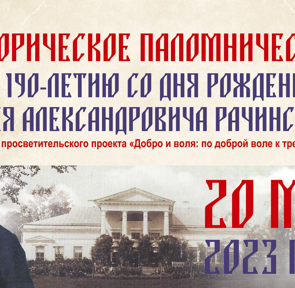 ОРИЧЕСКОЕ ПАЛОМНИЧЕС
190-ЛЕТИЮ СО ДНЯ РОЖДЕН
Я АЛЕКСАНДРОВИЧА РАЧИНС
просветительского проекта «Добро и воля: по доброй воле к тре
20 М
2023